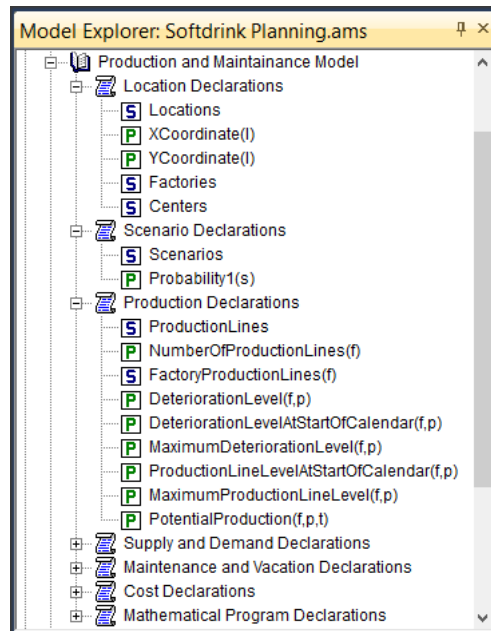 Model Explorer: Softdrink Planning.ams
Production and Maintainance Model
Location Declarations
S Locations
P XCoordinate(l)
P YCoordinate(l)
S Factories
S Centers
Scenario Declarations
S Scenarios
P Probability1(s)
Production Declarations
S ProductionLines
P NumberOfProductionLines(f)
S FactoryProductionLines(f)
P DeteriorationLevel(f,p)
P DeteriorationLevelAtStartOfCalendar(f,p)
P MaximumDeteriorationLevel(f,p)
P ProductionLineLevelAtStartOfCalendar(f,p)
P MaximumProductionLineLevel(f,p)
P PotentialProduction(f,p,t)
Supply and Demand Declarations
Maintenance and Vacation Declarations
Cost Declarations
Mathematical Program Declarations